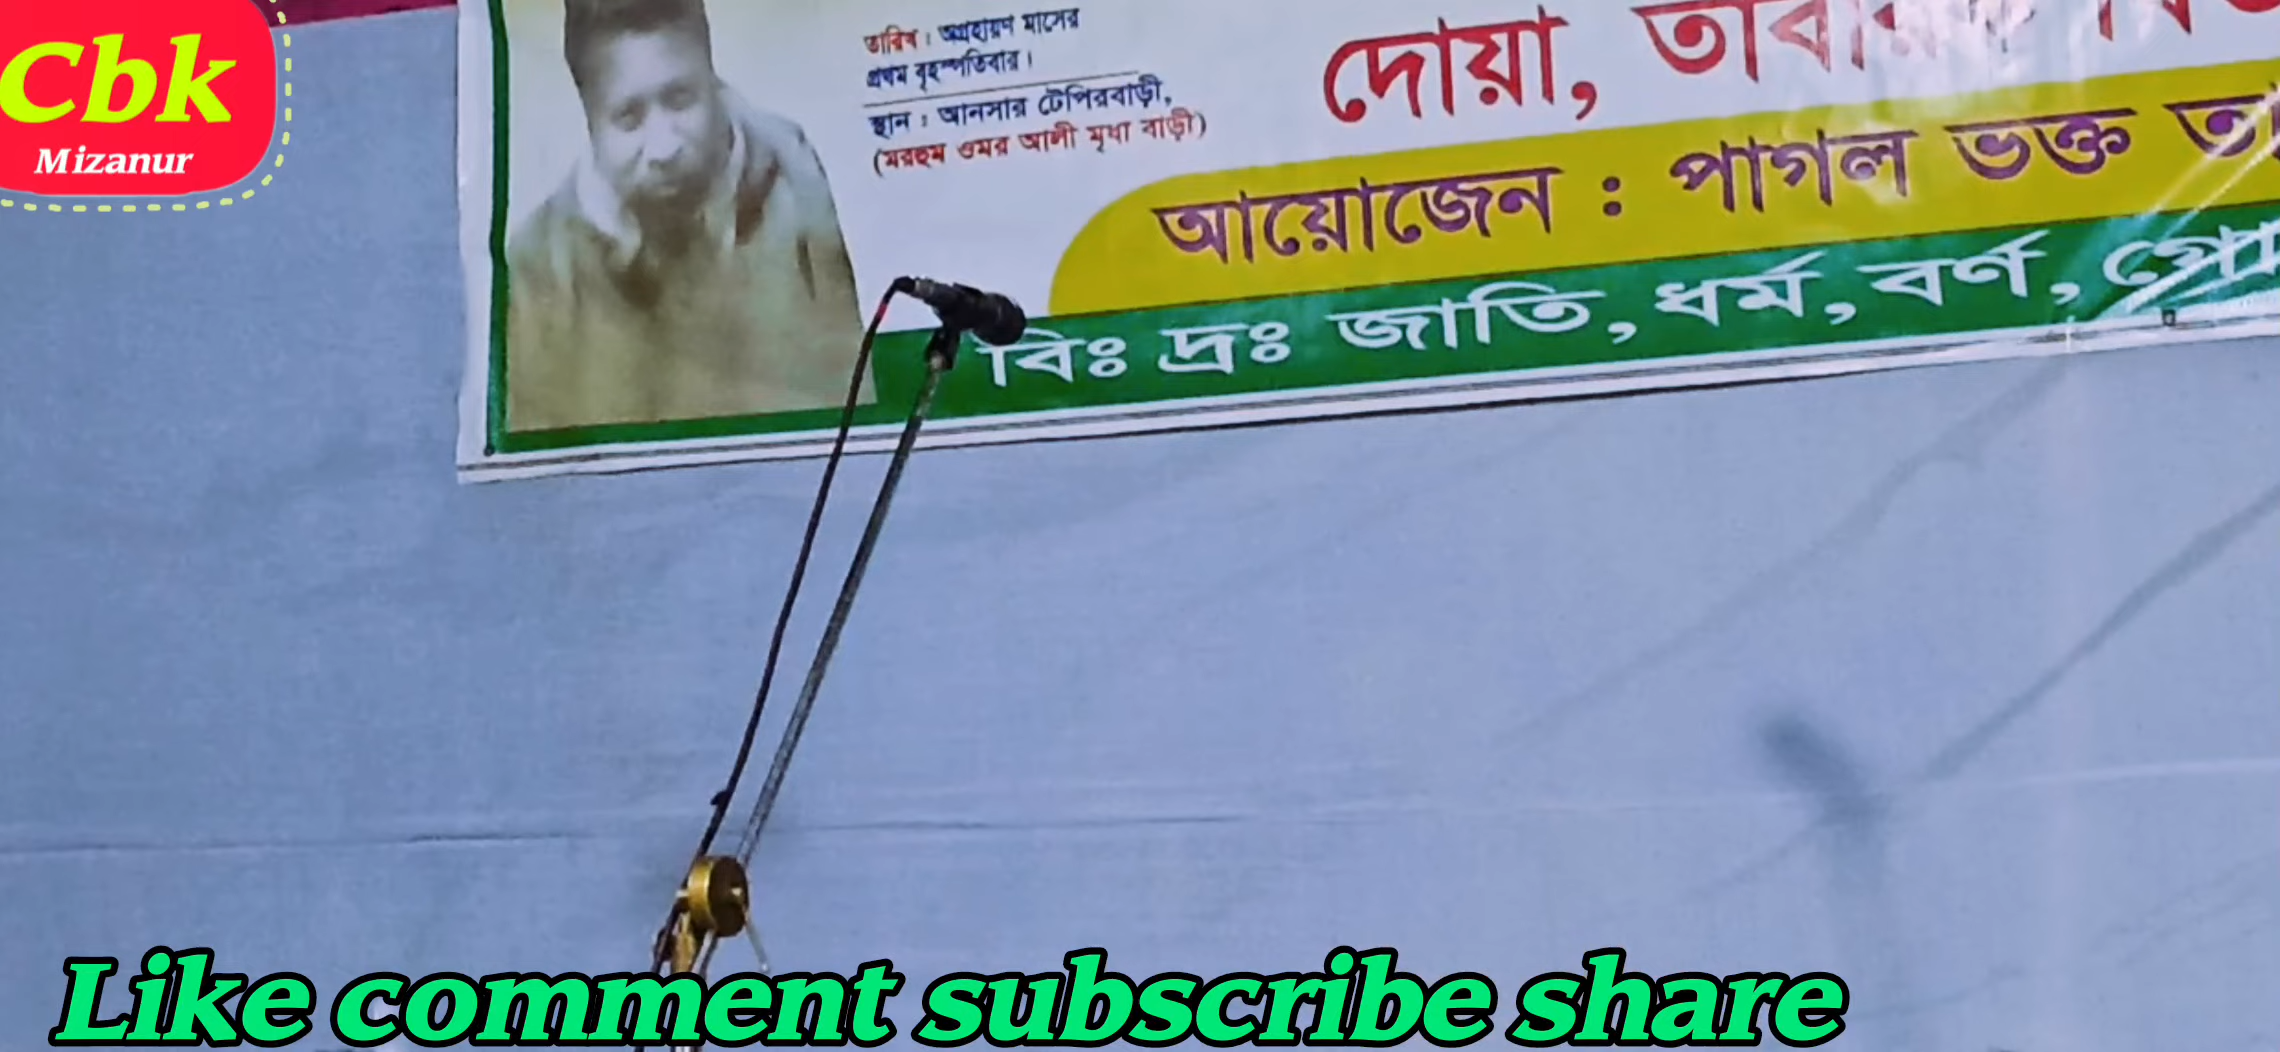 Cbk
Mizanur
তারিখ : অগ্রহায়ণ মাসের
প্রথম বৃহস্পতিবার।
স্থান : আনসার টেপিরবাড়ী,
(মরহুম ওমর আলী মৃধা বাড়ী)
দোয়া,
আয়োজেন : পাগল ভক্ত
বিঃ দ্রঃ জাতি, ধর্ম, বর্ণ,
Like comment subscribe share